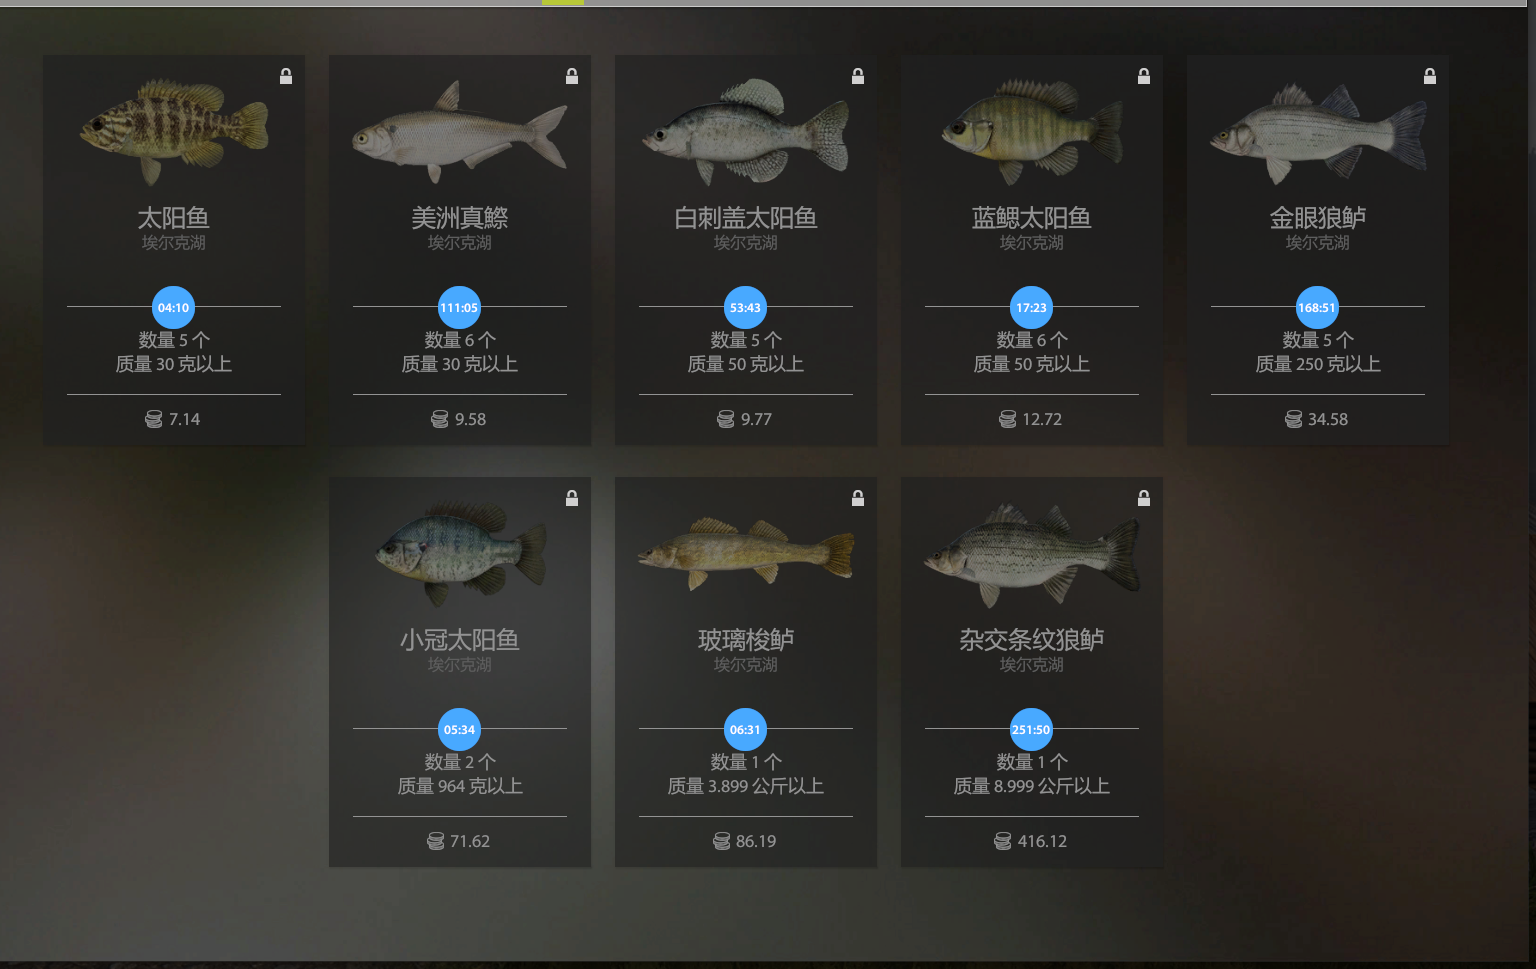 太阳鱼
埃尔克湖
04:10
数量 5 个
质量 30 克以上
7.14
美洲真鰶
埃尔克湖
111:05
数量 6 个
质量 30 克以上
9.58
白刺盖太阳鱼
埃尔克湖
53:43
数量 5 个
质量 50 克以上
9.77
蓝鳃太阳鱼
埃尔克湖
17:23
数量 6 个
质量 50 克以上
12.72
金眼狼鲈
埃尔克湖
168:51
数量 5 个
质量 250 克以上
34.58
小冠太阳鱼
埃尔克湖
05:34
数量 2 个
质量 964 克以上
71.62
玻璃梭鲈
埃尔克湖
06:31
数量 1 个
质量 3.899 公斤以上
86.19
杂交条纹狼鲈
埃尔克湖
251:50
数量 1 个
质量 8.999 公斤以上
416.12